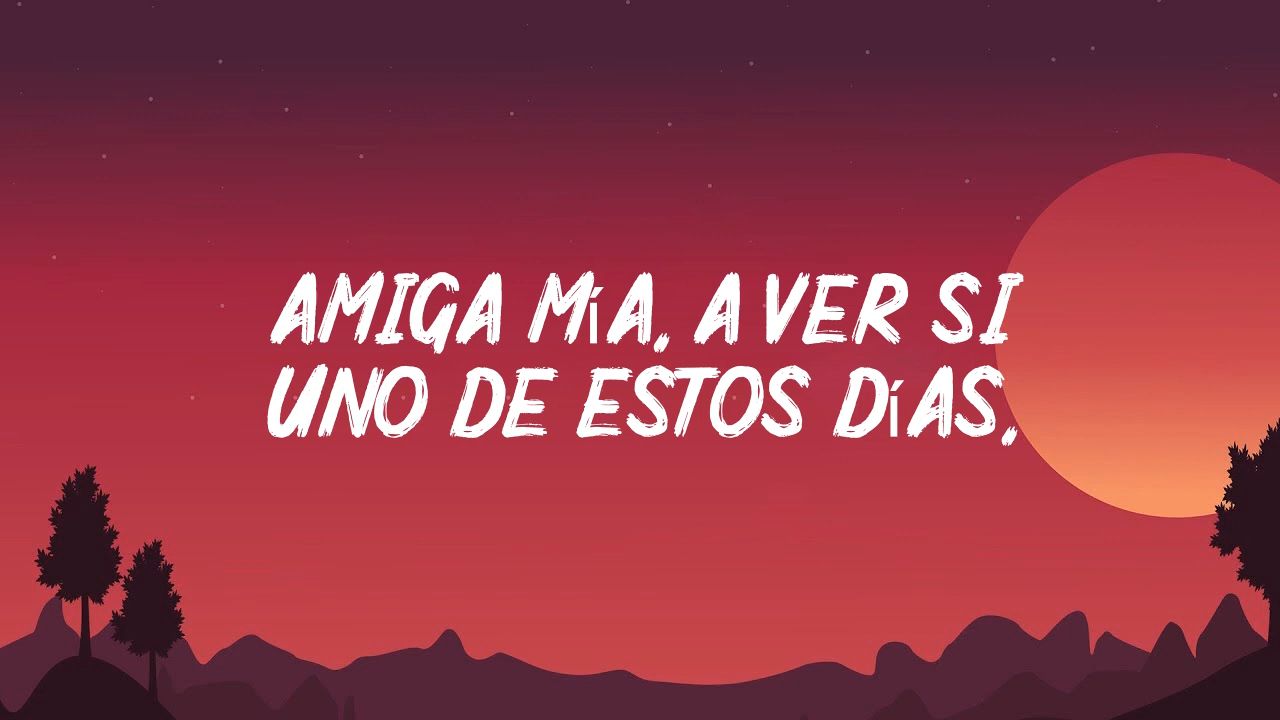 AMIGA MíA, A VER SI
UNO DE ESTOS DíAS,